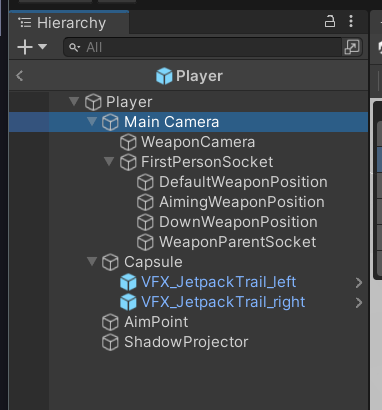 Hierarchy
All
Player
Player
Main Camera
WeaponCamera
FirstPersonSocket
DefaultWeaponPosition
AimingWeaponPosition
DownWeaponPosition
WeaponParentSocket
Capsule
VFX_JetpackTrail_left
VFX_JetpackTrail_right
AimPoint
ShadowProjector